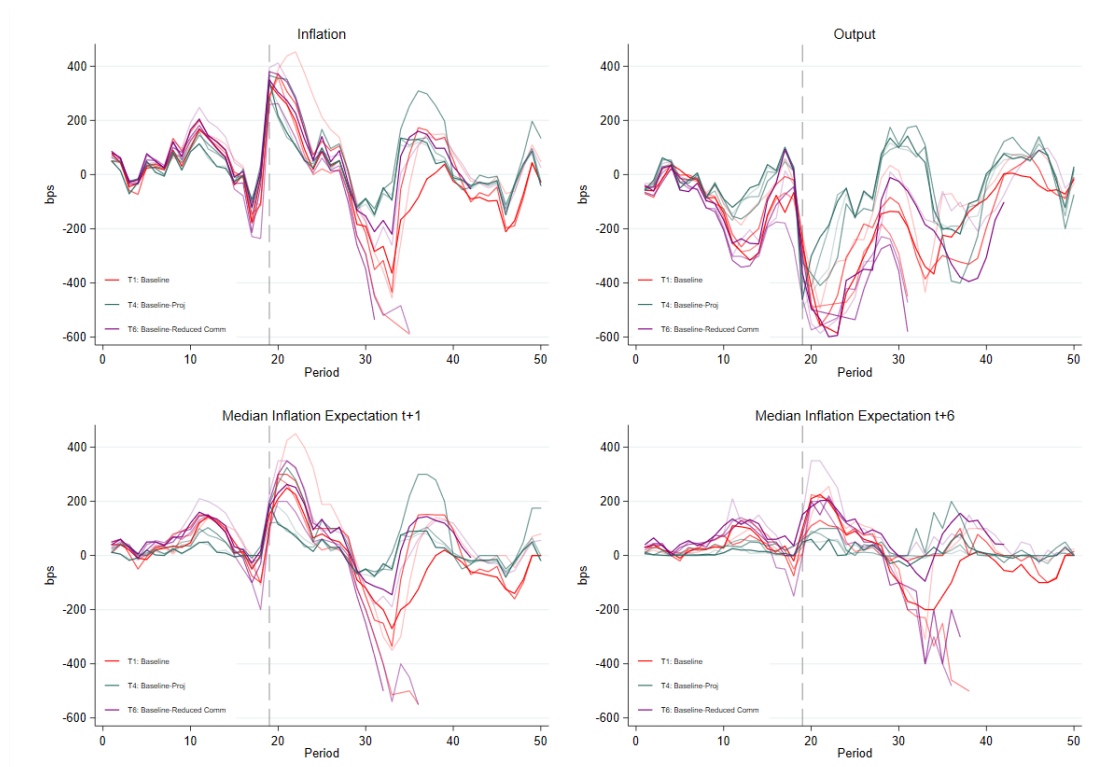 Inflation
400
200
0
-200
-400
-600
bps
T1: Baseline
T4: Baseline-Proj
T6: Baseline-Reduced Comm
0 10 20 30 40 50
Period
Output
400
200
0
-200
-400
-600
bps
T1: Baseline
T4: Baseline-Proj
T6: Baseline-Reduced Comm
0 10 20 30 40 50
Period
Median Inflation Expectation t+1
400
200
0
-200
-400
-600
bps
T1: Baseline
T4: Baseline-Proj
T6: Baseline-Reduced Comm
0 10 20 30 40 50
Period
Median Inflation Expectation t+6
400
200
0
-200
-400
-600
bps
T1: Baseline
T4: Baseline-Proj
T6: Baseline-Reduced Comm
0 10 20 30 40 50
Period